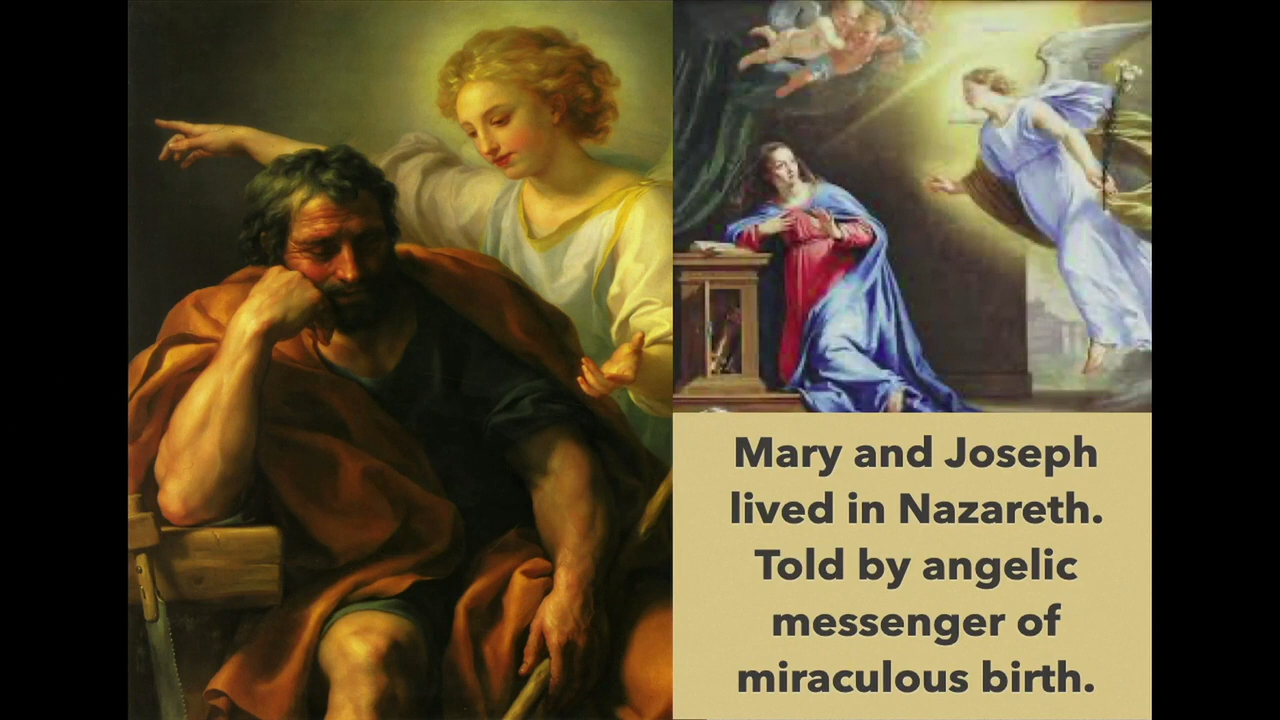 Mary and Joseph
lived in Nazareth.
Told by angelic
messenger of
miraculous birth.